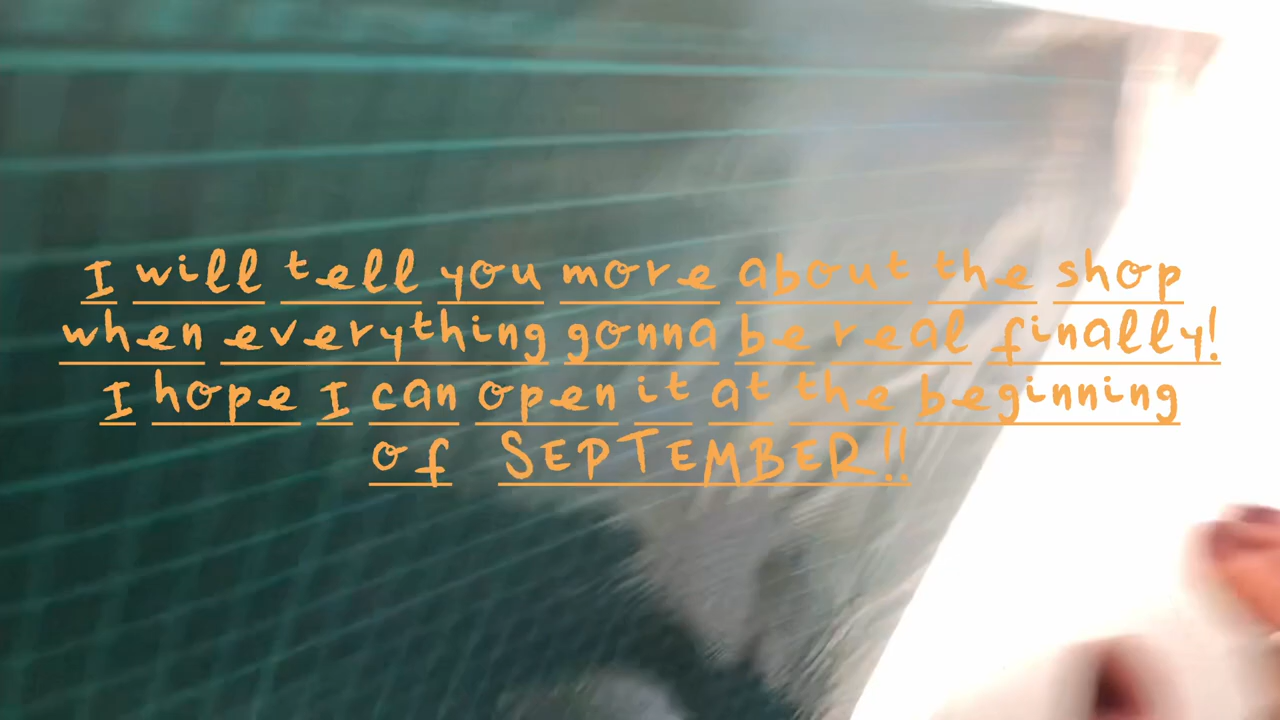 I will tell you more about the shop
when everything gonna be real finally!
I hope I can open it at the beginning
of SEPTEMBER!!